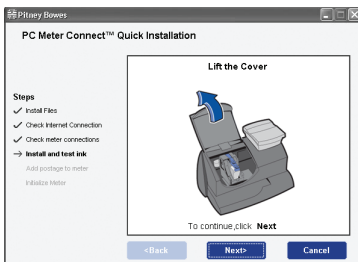 Pitney Bowes
PC Meter Connect™ Quick Installation
Lift the Cover
Steps
Install Files
Check Internet Connection
Check meter connections
Install and test ink
Add postage to meter
Initialize Meter
To continue,click Next
<Back
Next>
Cancel